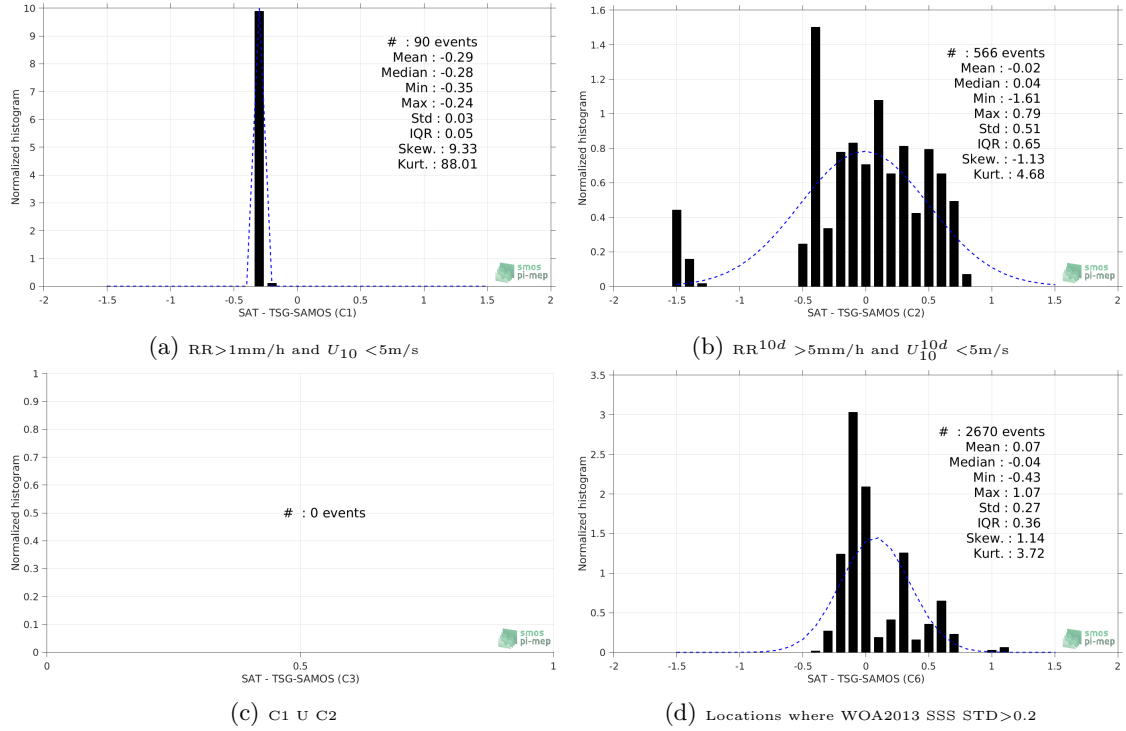 10
9
8
7
6
5
4
3
2
1
0
Normalized histogram
-2
-1.5
-1
-0.5
0
0.5
1
1.5
2
# : 90 events
Mean : -0.29
Median : -0.28
Min : -0.35
Max : -0.24
Std : 0.03
IQR : 0.05
Skew. : 9.33
Kurt. : 88.01
smos
pi-mep
SAT - TSG-SAMOS (C1)
(a) RR>1mm/h and U10 <5m/s
1.6
1.4
1.2
1
0.8
0.6
0.4
0.2
0
Normalized histogram
-2
-1.5
-1
-0.5
0
0.5
1
1.5
2
# : 566 events
Mean : -0.02
Median : 0.04
Min : -1.61
Max : 0.79
Std : 0.51
IQR : 0.65
Skew. : -1.13
Kurt. : 4.68
smos
pi-mep
SAT - TSG-SAMOS (C2)
(b) RR^10d >5mm/h and U10^10d <5m/s
1
0.9
0.8
0.7
0.6
0.5
0.4
0.3
0.2
0.1
0
Normalized histogram
0
0.5
1
# : 0 events
smos
pi-mep
SAT - TSG-SAMOS (C3)
(c) C1 U C2
3.5
3
2.5
2
1.5
1
0.5
0
Normalized histogram
-2
-1.5
-1
-0.5
0
0.5
1
1.5
2
# : 2670 events
Mean : 0.07
Median : -0.04
Min : -0.43
Max : 1.07
Std : 0.27
IQR : 0.36
Skew. : 1.14
Kurt. : 3.72
smos
pi-mep
SAT - TSG-SAMOS (C6)
(d) Locations where WOA2013 SSS STD>0.2